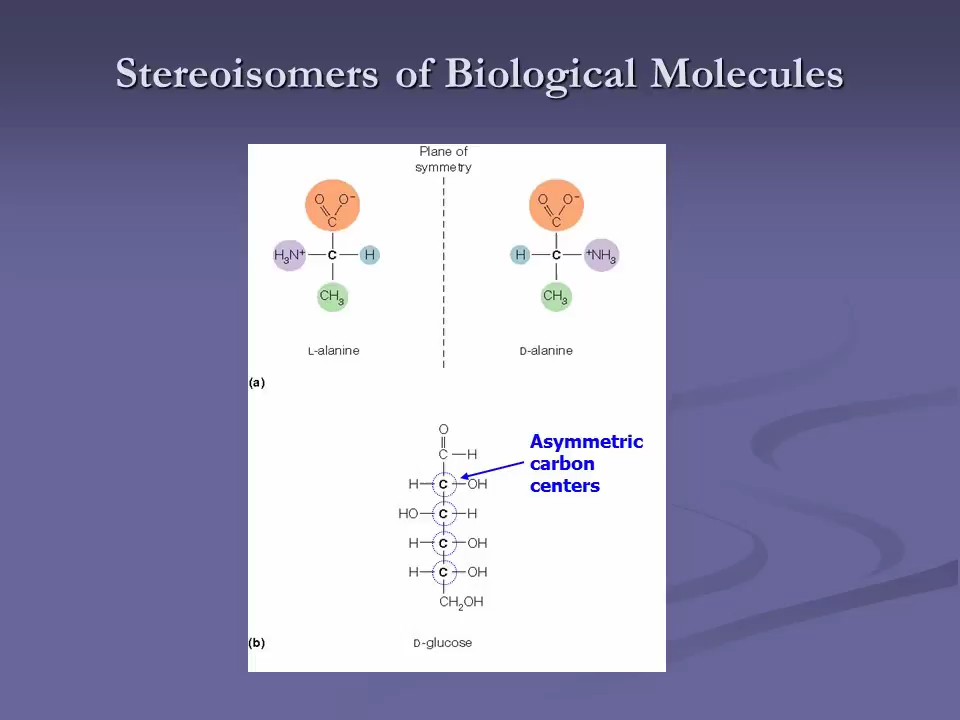 Stereoisomers of Biological Molecules
Plane of
symmetry
O O⁻ O O⁻
C C
H₃N⁺ C H H C ⁺NH₃
CH₃ CH₃
L-alanine D-alanine
(a)
O
C H
Asymmetric
carbon
centers
H C OH
HO C H
H C OH
H C OH
CH₂OH
(b) D-glucose